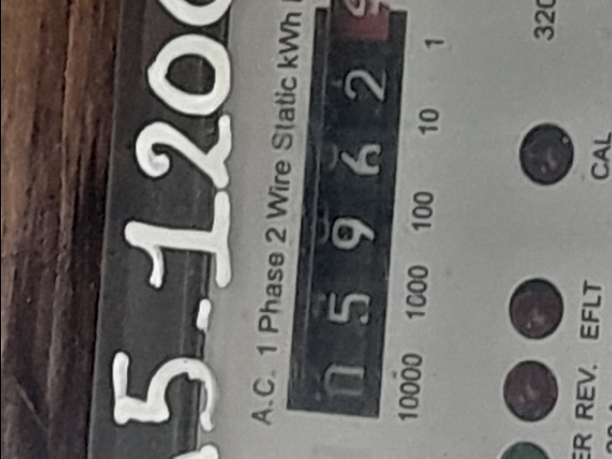 5-120
A.C. 1 Phase 2 Wire Static kWh
0 5 9 6 2
10000 1000 100 10 1
320
CAL
EFLT
REV.
ER